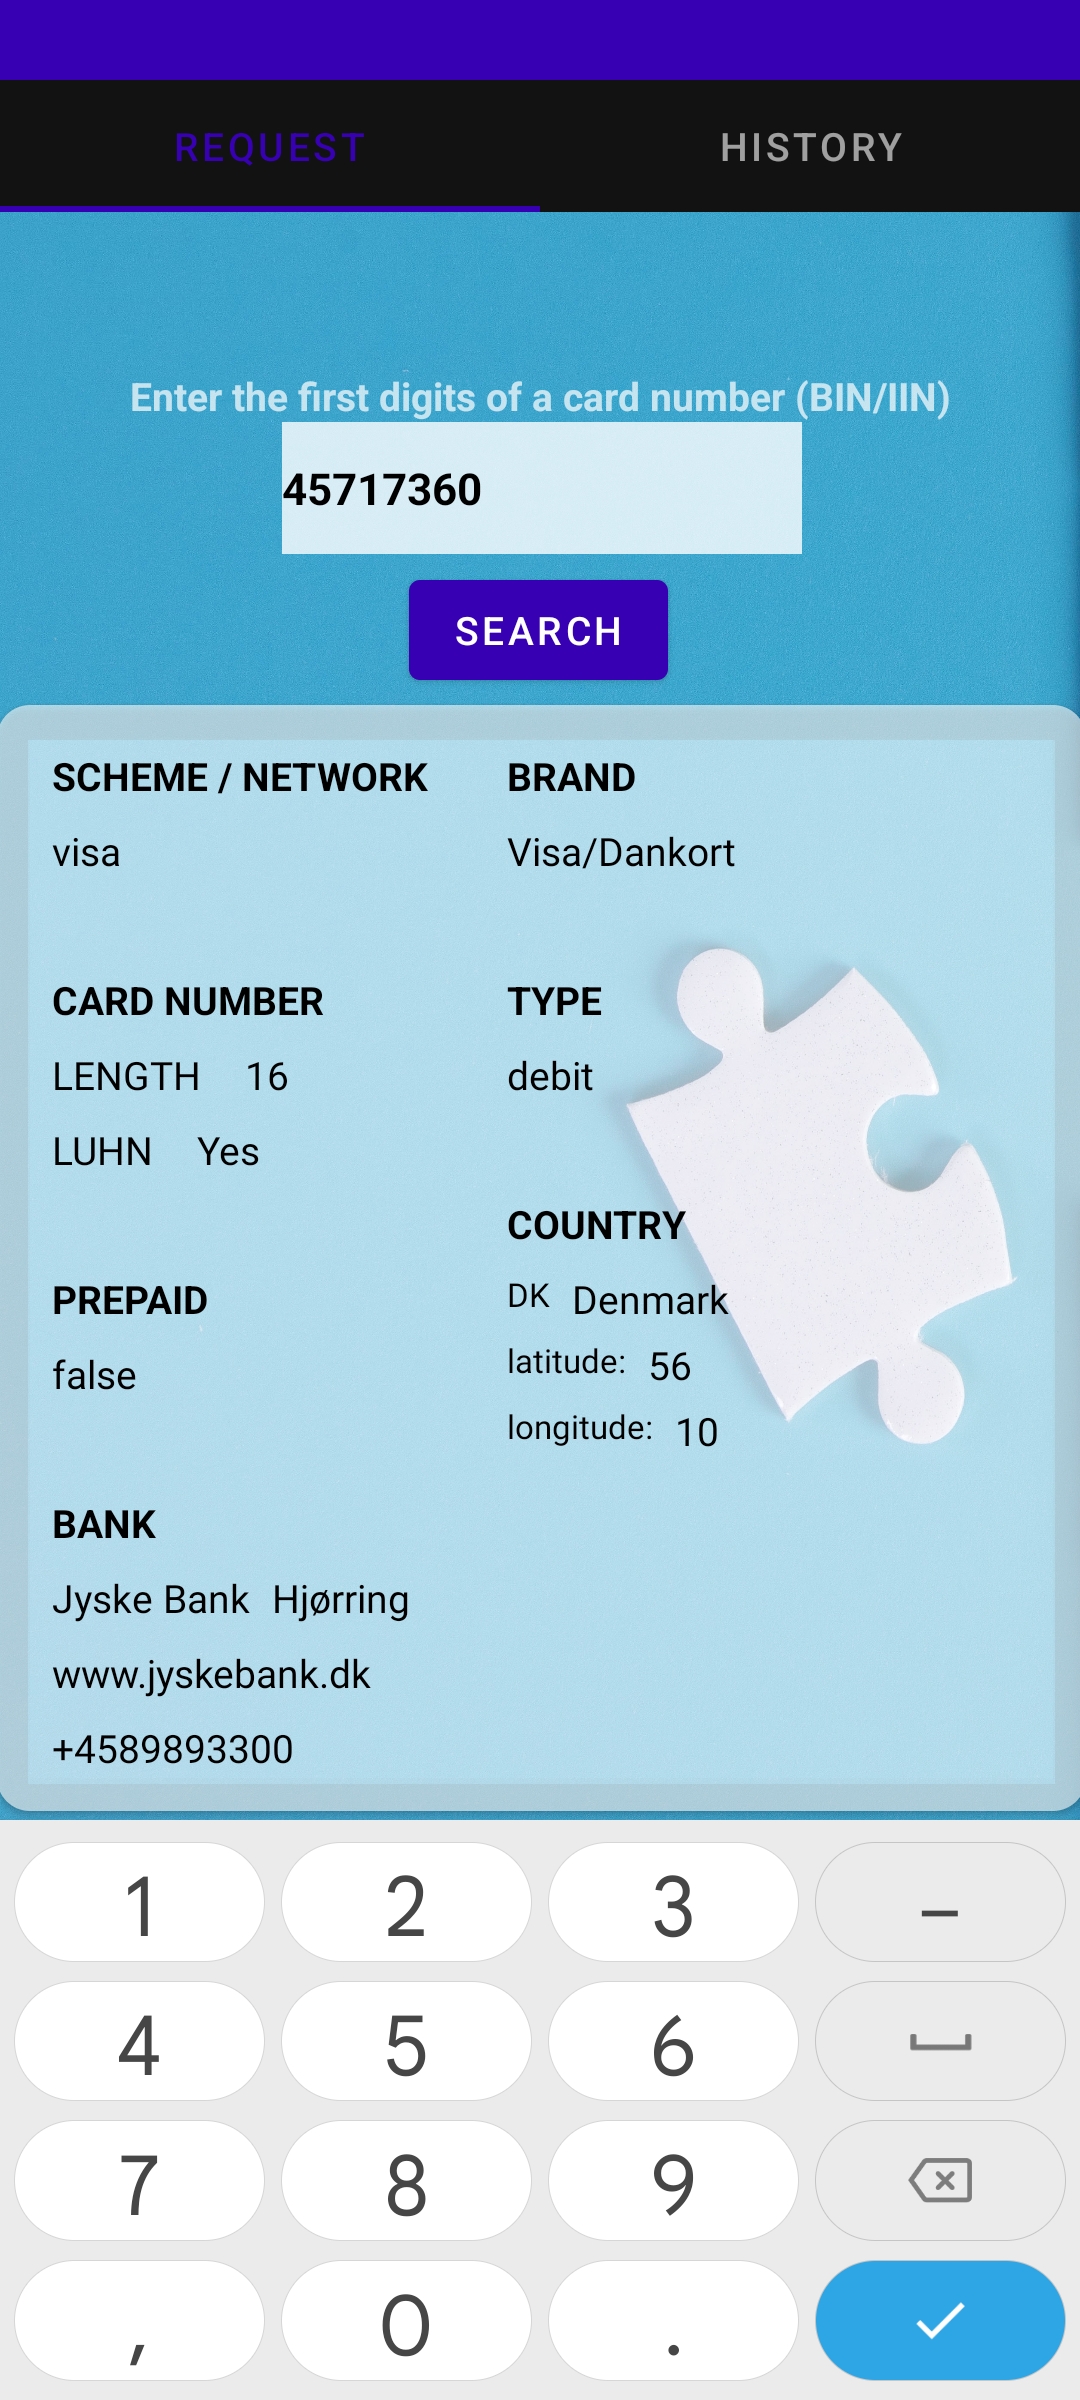 REQUEST
HISTORY
Enter the first digits of a card number (BIN/IIN)
45717360
SEARCH
SCHEME / NETWORK
visa
BRAND
Visa/Dankort
CARD NUMBER
LENGTH 16
LUHN Yes
TYPE
debit
PREPAID
false
COUNTRY
DK Denmark
latitude: 56
longitude: 10
BANK
Jyske Bank Hjørring
www.jyskebank.dk
+4589893300
1 2 3 –
4 5 6
7 8 9
, 0 .